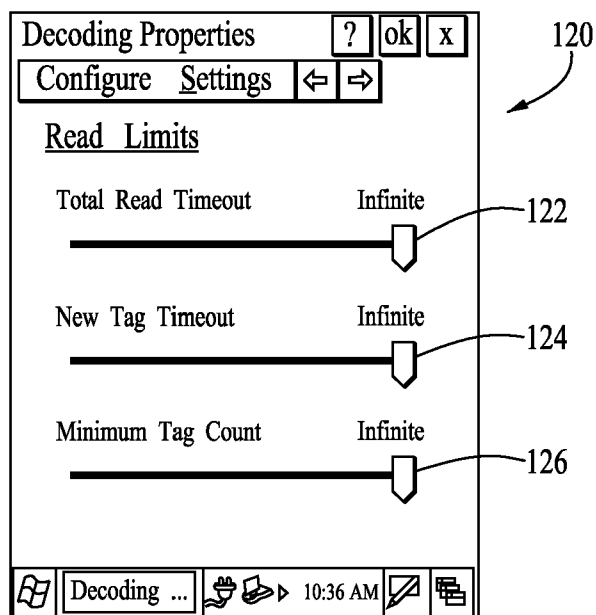 Decoding Properties ? ok x
120
Configure Settings
Read Limits
Total Read Timeout Infinite
122
New Tag Timeout Infinite
124
Minimum Tag Count Infinite
126
Decoding ... 10:36 AM